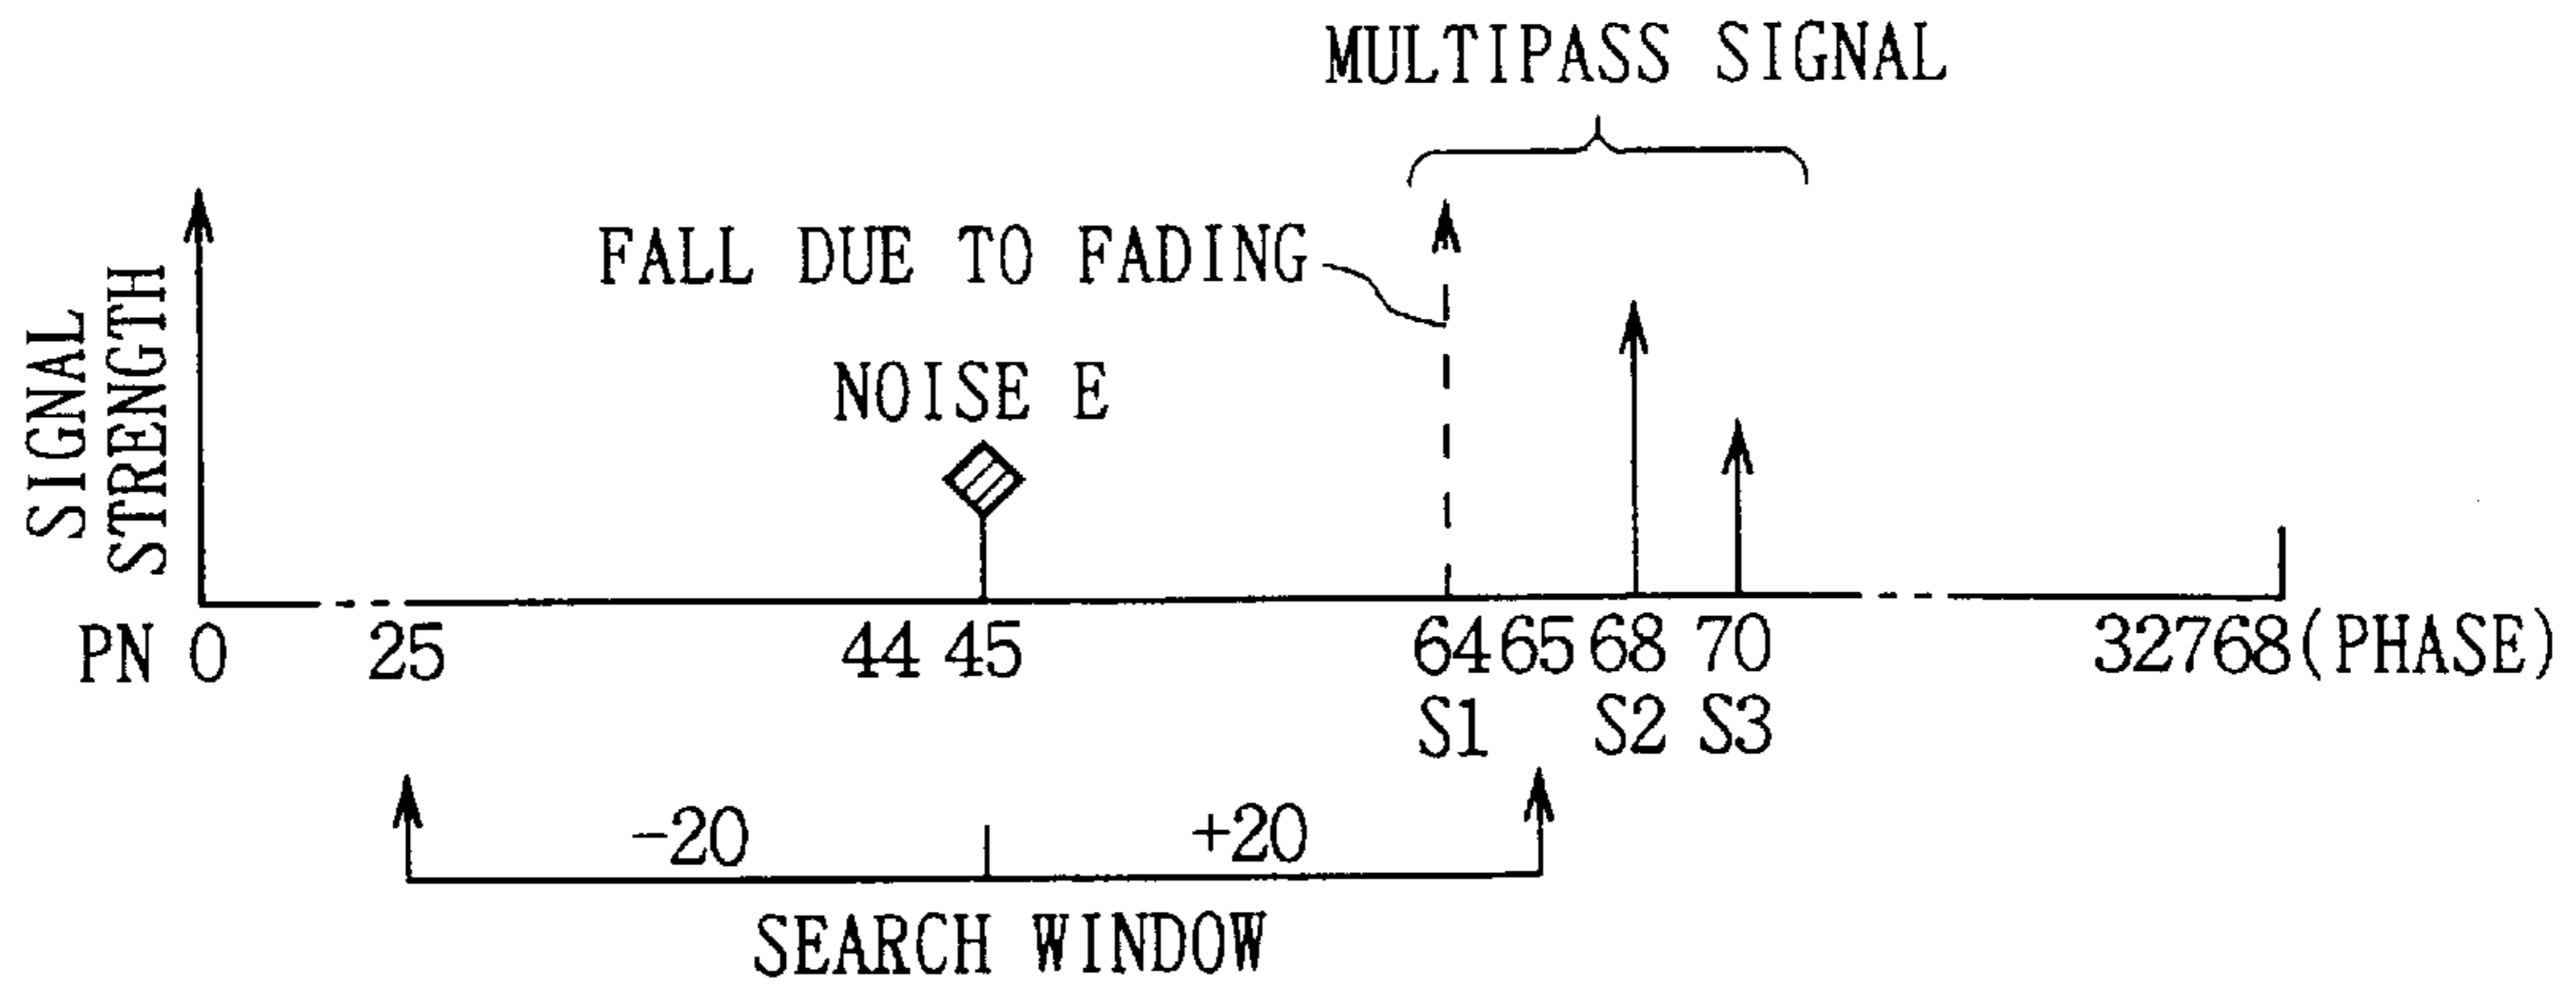 MULTIPASS SIGNAL
FALL DUE TO FADING
NOISE E
SIGNAL
STRENGTH
PN 0 25 44 45 64 65 68 70 32768(PHASE)
S1 S2 S3
-20 +20
SEARCH WINDOW